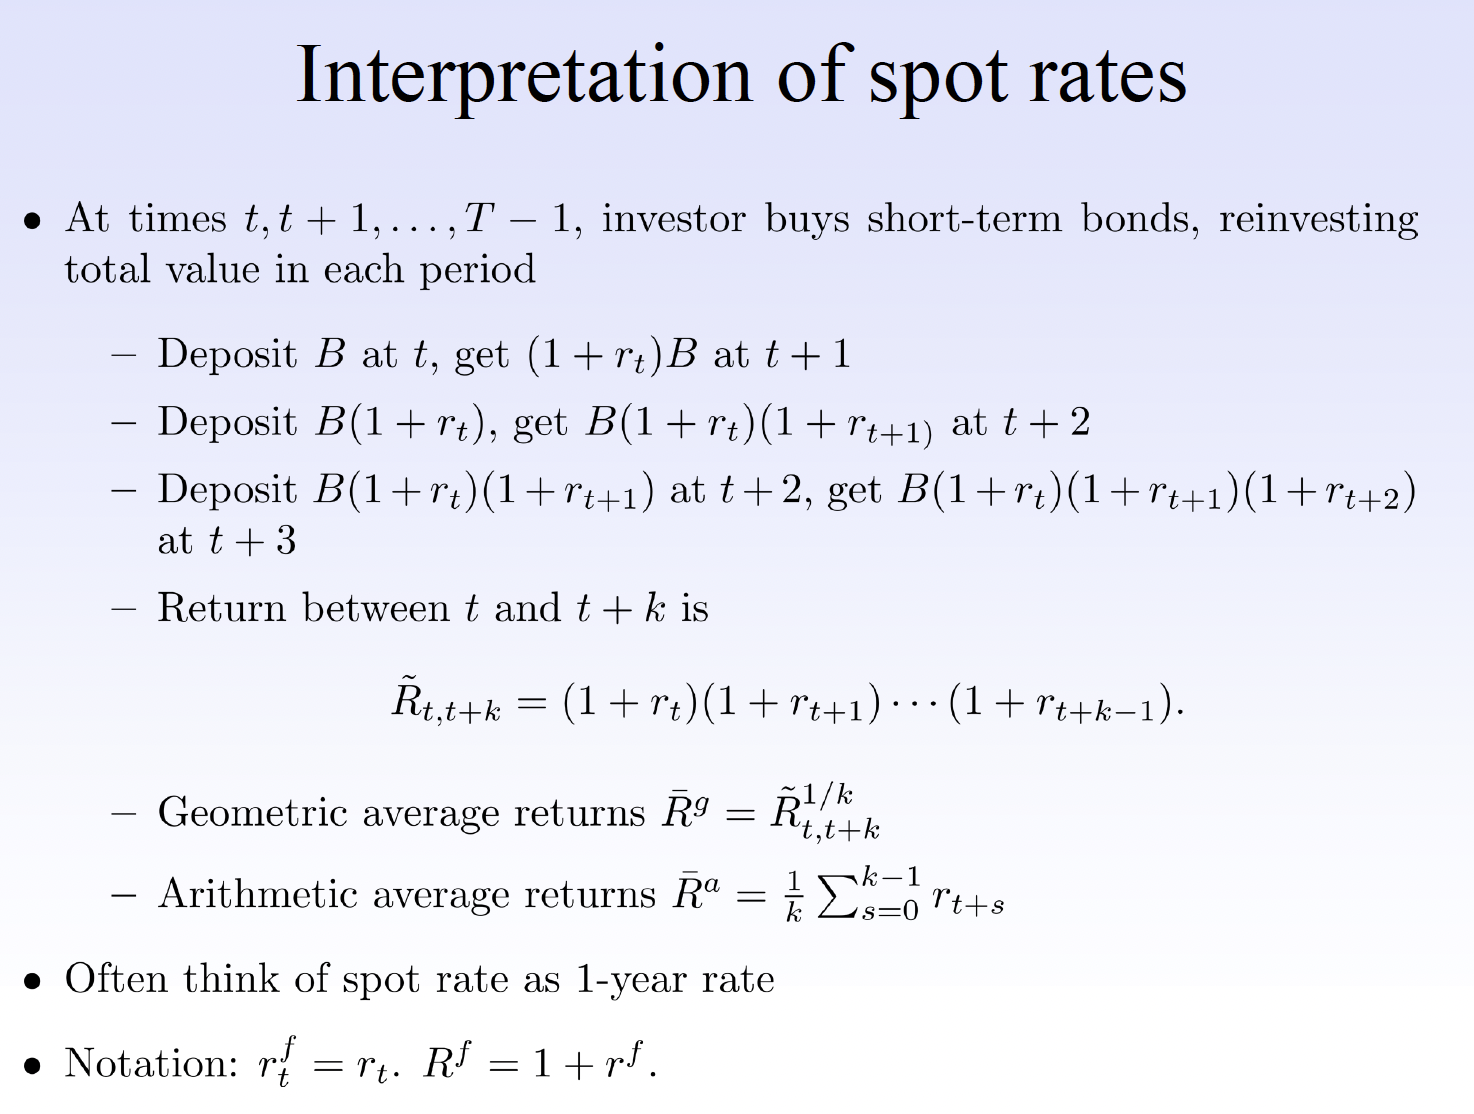 Interpretation of spot rates
• At times $t, t+1, \ldots, T-1$, investor buys short-term bonds, reinvesting
total value in each period
– Deposit $B$ at $t$, get $(1+r_t)B$ at $t+1$
– Deposit $B(1+r_t)$, get $B(1+r_t)(1+r_{t+1)}$ at $t+2$
– Deposit $B(1+r_t)(1+r_{t+1})$ at $t+2$, get $B(1+r_t)(1+r_{t+1})(1+r_{t+2})$
at $t+3$
– Return between $t$ and $t+k$ is
$\tilde{R}_{t,t+k} = (1+r_t)(1+r_{t+1})\cdots(1+r_{t+k-1}).$
– Geometric average returns $\bar{R}^g = \tilde{R}_{t,t+k}^{1/k}$
– Arithmetic average returns $\bar{R}^a = \frac{1}{k}\sum_{s=0}^{k-1} r_{t+s}$
• Often think of spot rate as 1-year rate
• Notation: $r_t^f = r_t$. $R^f = 1 + r^f$.